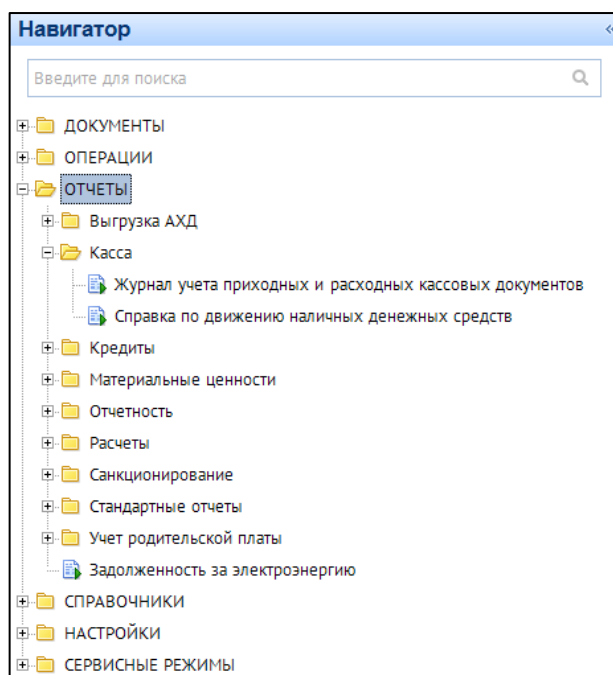 Навигатор
Введите для поиска
ДОКУМЕНТЫ
ОПЕРАЦИИ
ОТЧЕТЫ
Выгрузка АХД
Касса
Журнал учета приходных и расходных кассовых документов
Справка по движению наличных денежных средств
Кредиты
Материальные ценности
Отчетность
Расчеты
Санкционирование
Стандартные отчеты
Учет родительской платы
Задолженность за электроэнергию
СПРАВОЧНИКИ
НАСТРОЙКИ
СЕРВИСНЫЕ РЕЖИМЫ